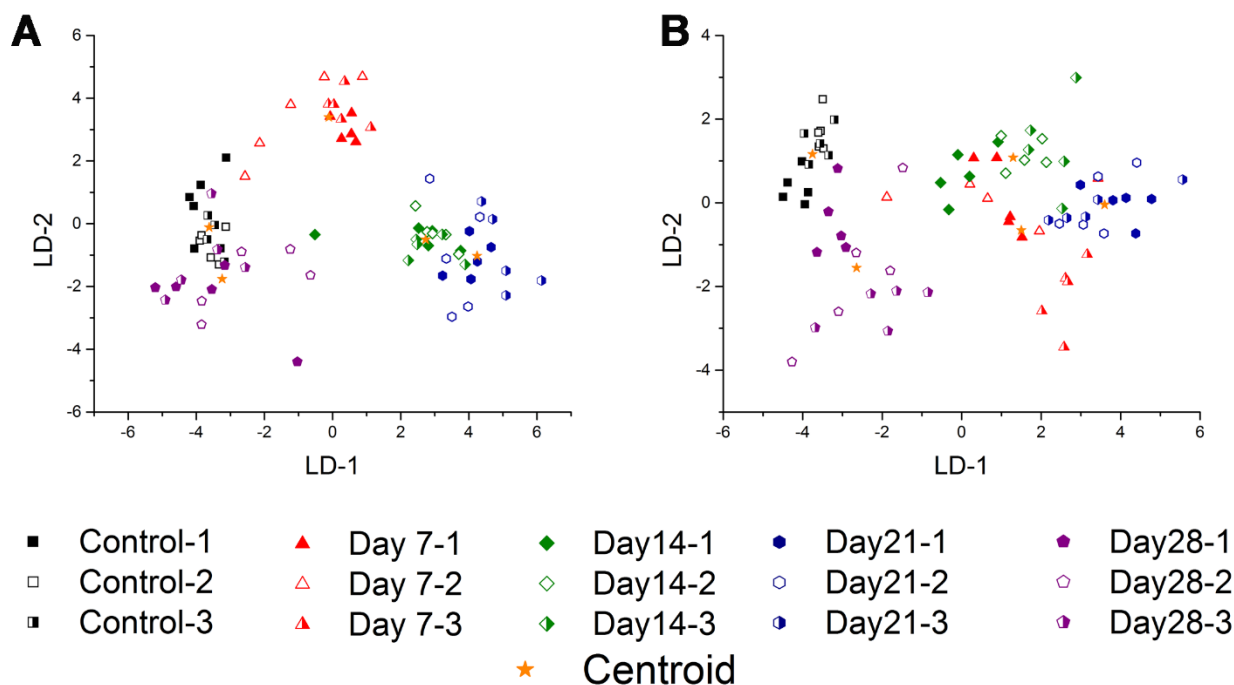 A
B
6
4
2
0
-2
-4
-6
LD-2
-6 -4 -2 0 2 4 6
LD-1
4
2
0
-2
-4
LD-2
-6 -4 -2 0 2 4 6
LD-1
Control-1 Day 7-1 Day14-1 Day21-1 Day28-1
Control-2 Day 7-2 Day14-2 Day21-2 Day28-2
Control-3 Day 7-3 Day14-3 Day21-3 Day28-3
Centroid